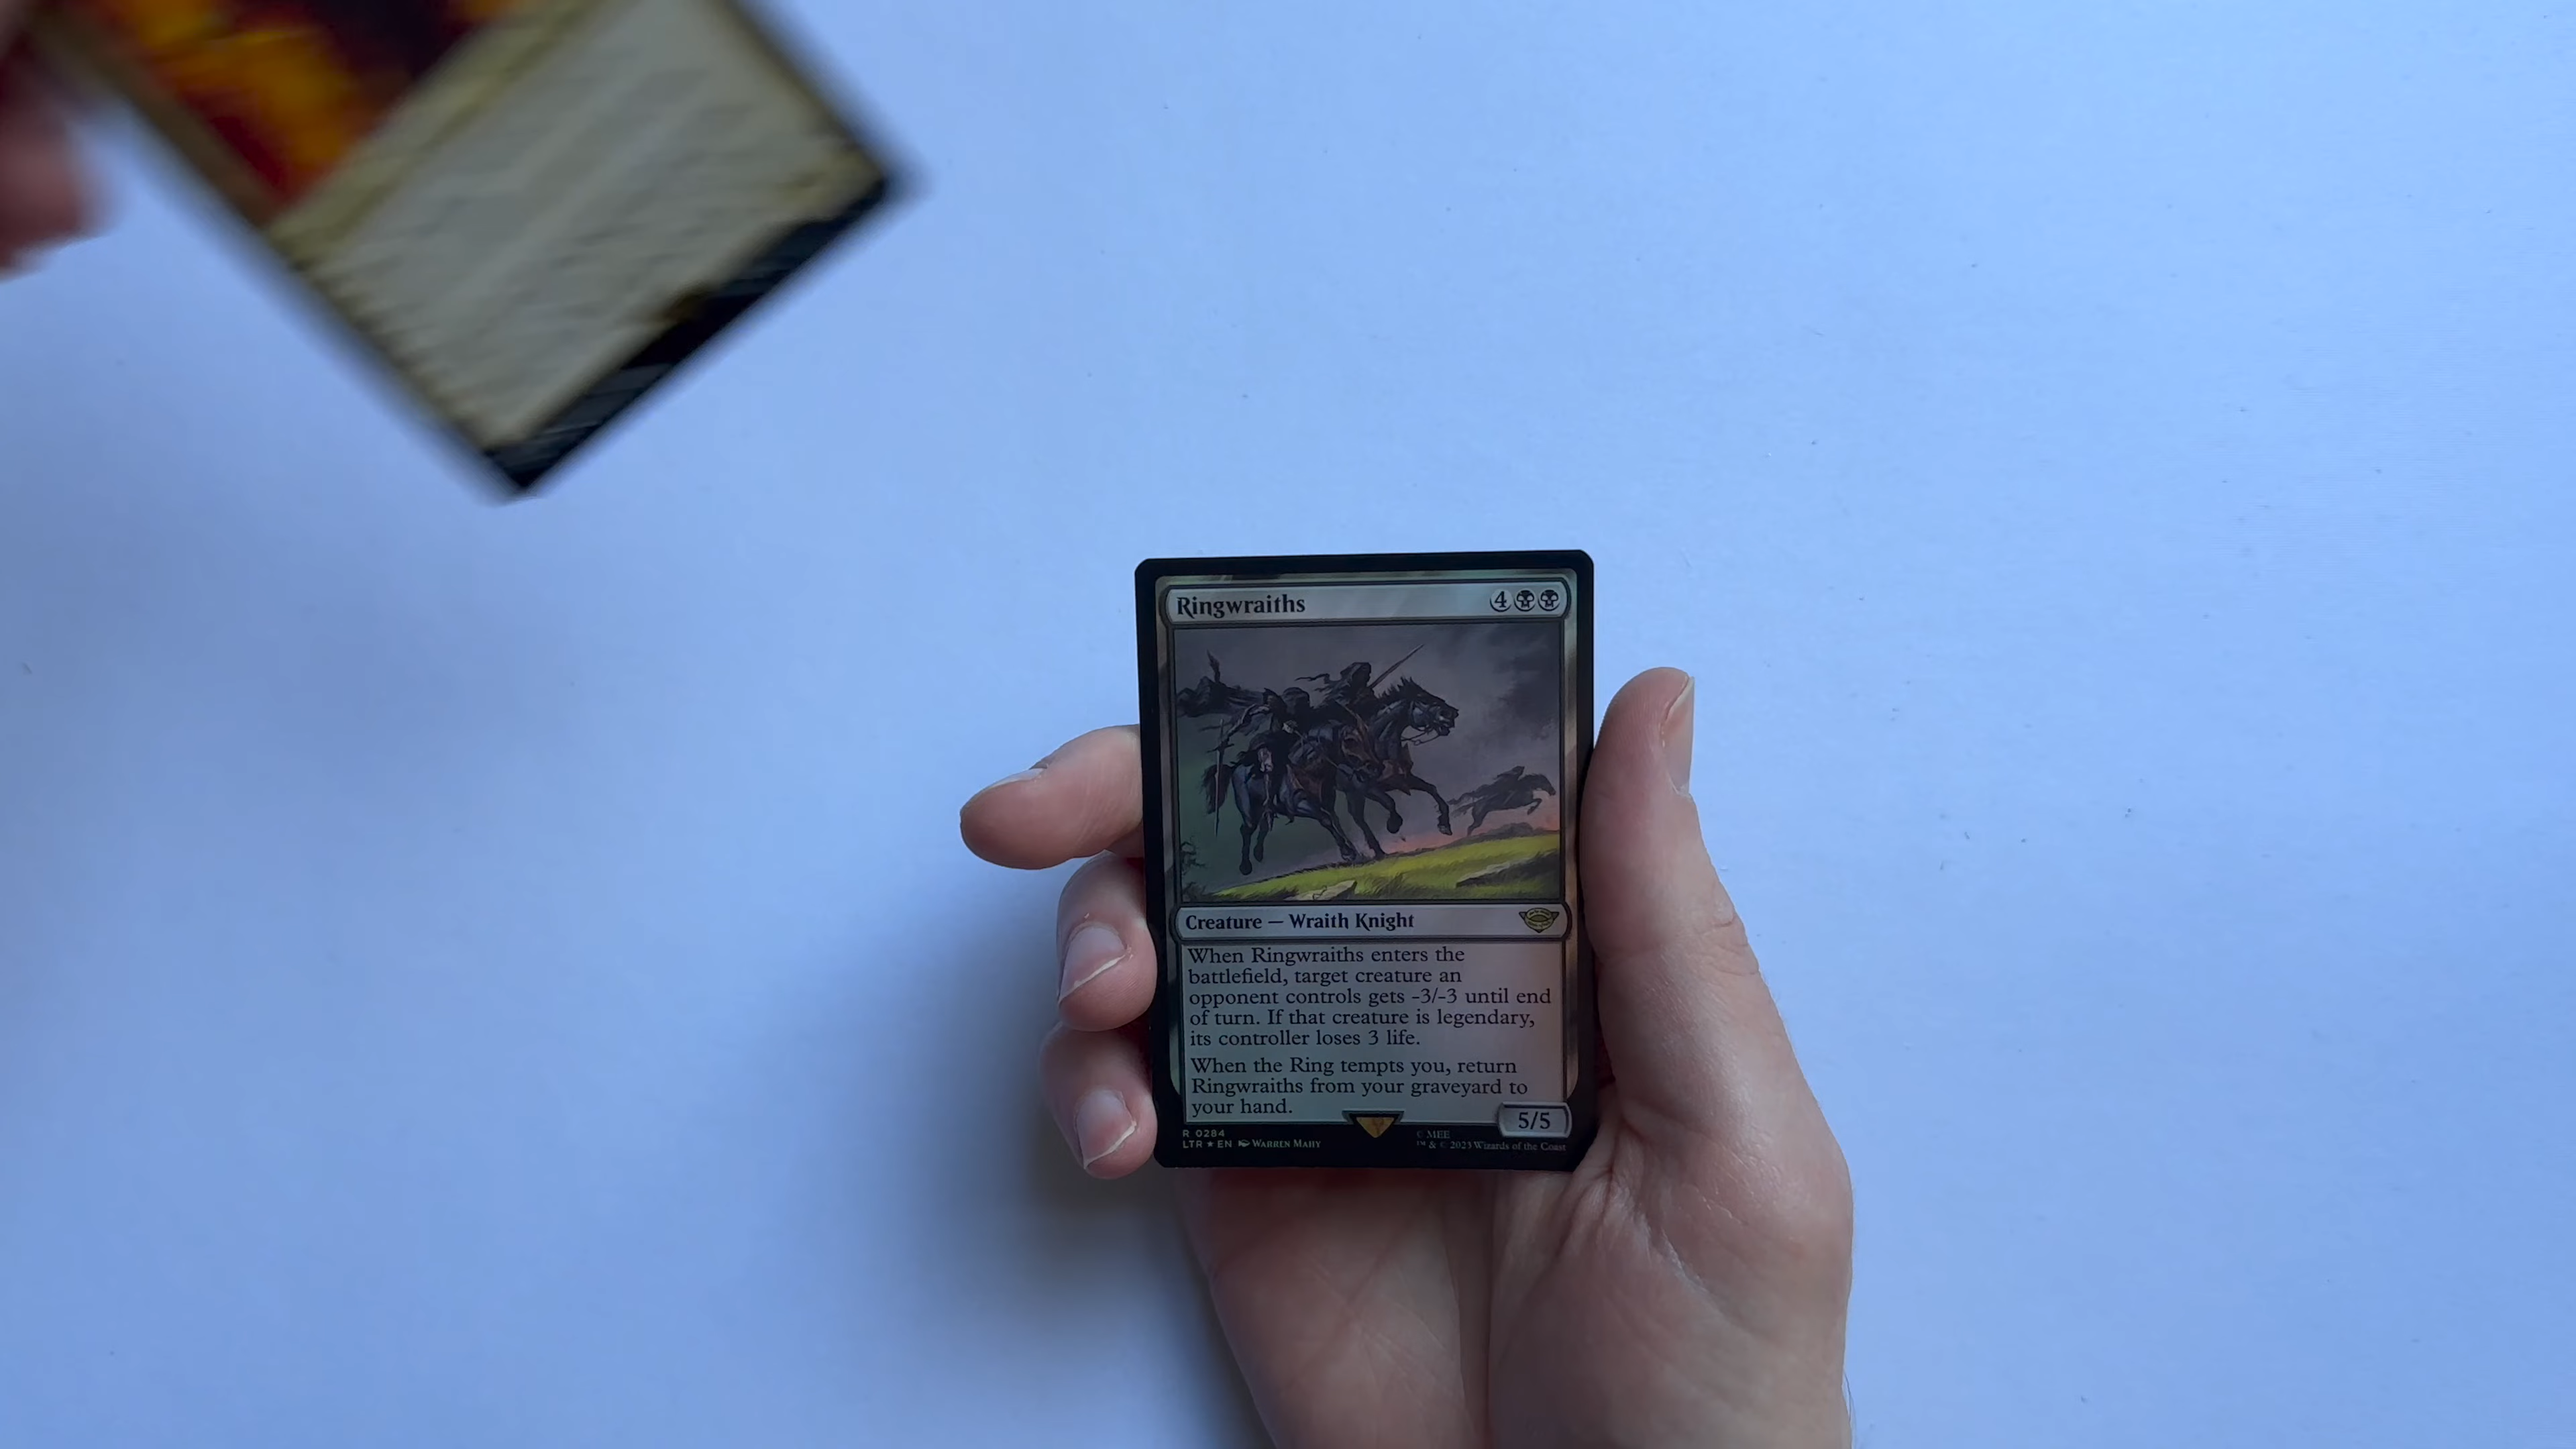 Ringwraiths 4
Creature — Wraith Knight
When Ringwraiths enters the
battlefield, target creature an
opponent controls gets -3/-3 until end
of turn. If that creature is legendary,
its controller loses 3 life.
When the Ring tempts you, return
Ringwraiths from your graveyard to
your hand.
5/5
R 0284
LTR ★ EN Warren Mahy
© MEE
™ & © 2023 Wizards of the Coast